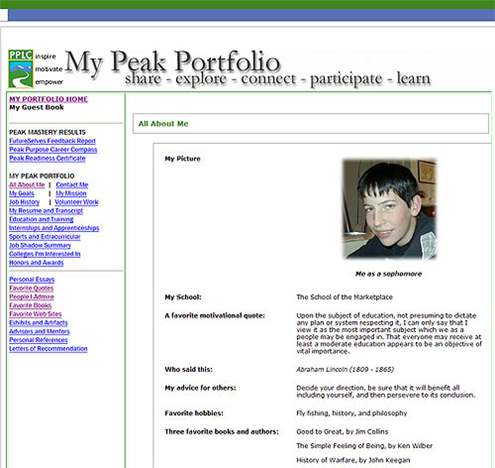 PPLC inspire
motivate
empower
My Peak Portfolio
share - explore - connect - participate - learn
MY PORTFOLIO HOME
My Guest Book
PEAK MASTERY RESULTS
FutureSelves Feedback Report
Peak Purpose Career Compass
Peak Readiness Certificate
MY PEAK PORTFOLIO
All About Me | Contact Me
My Goals | My Mission
Job History | Volunteer Work
My Resume and Transcript
Education and Training
Internships and Apprenticeships
Sports and Extracurricular
Job Shadow Summary
Colleges I'm Interested In
Honors and Awards
Personal Essays
Favorite Quotes
People I Admire
Favorite Books
Favorite Web Sites
Exhibits and Artifacts
Advisors and Mentors
Personal References
Letters of Recommendation
All About Me
My Picture
Me as a sophomore
My School: The School of the Marketplace
A favorite motivational quote: Upon the subject of education, not presuming to dictate
any plan or system respecting it, I can only say that I
view it as the most important subject which we as a
people may be engaged in. That everyone may receive at
least a moderate education appears to be an objective of
vital importance.
Who said this: Abraham Lincoln (1809 - 1865)
My advice for others: Decide your direction, be sure that it will benefit all
including yourself, and then persevere to its conclusion.
Favorite hobbies: Fly fishing, history, and philosophy
Three favorite books and authors: Good to Great, by Jim Collins
The Simple Feeling of Being, by Ken Wilber
History of Warfare, by John Keegan